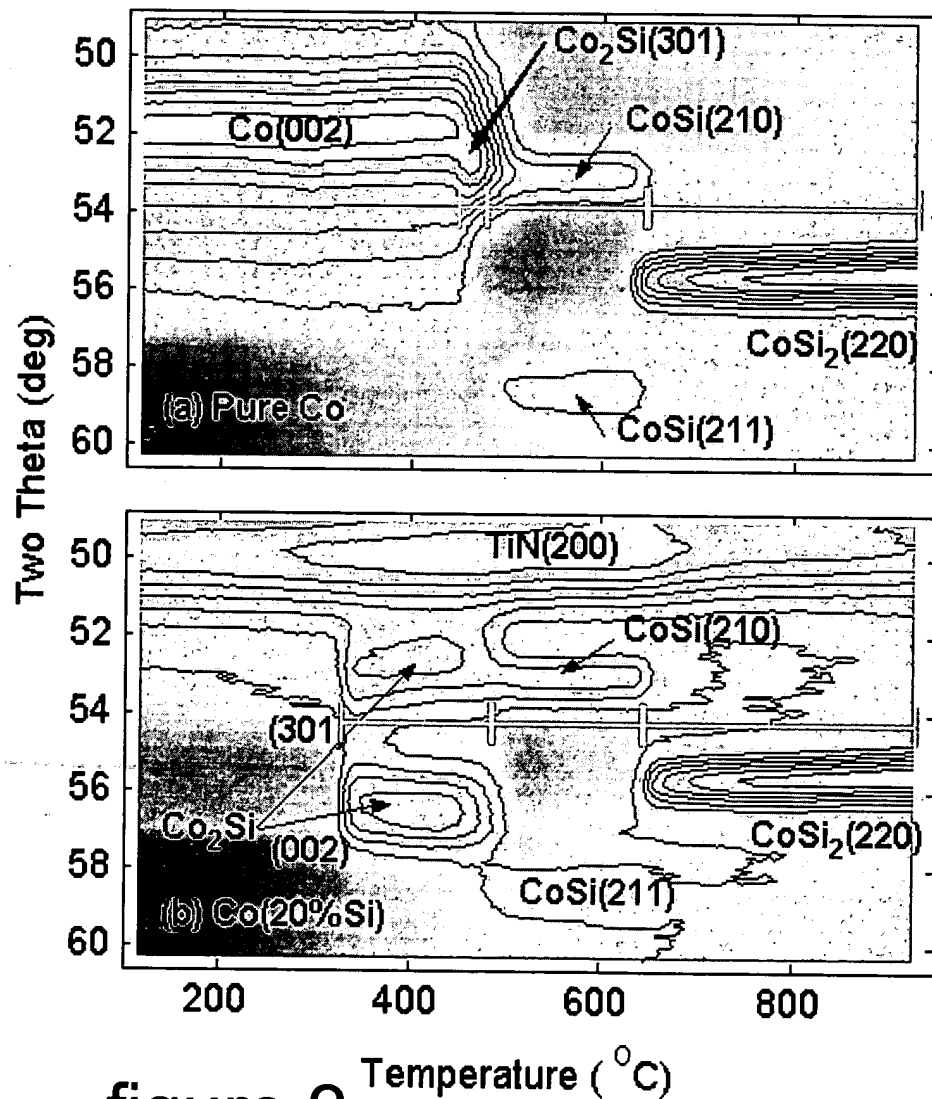 Two Theta (deg)
50
52
54
56
58
60
Co₂Si(301)
Co(002)
CoSi(210)
CoSi₂(220)
(a) Pure Co
CoSi(211)
50
52
54
56
58
60
TiN(200)
CoSi(210)
(301
Co₂Si
(002)
CoSi₂(220)
CoSi(211)
(b) Co(20%Si)
200
400
600
800
Temperature (°C)